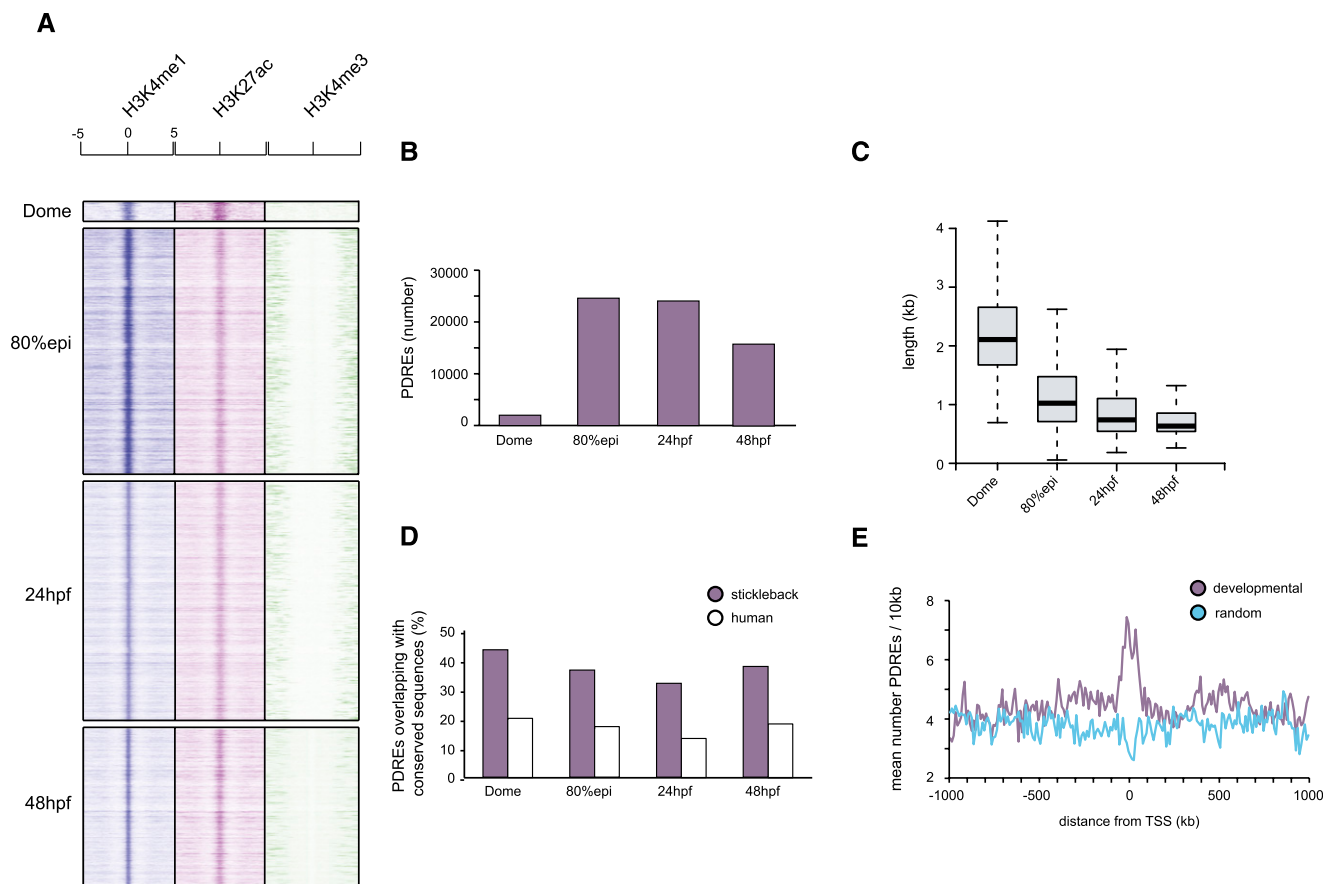 A
H3K4me1
H3K27ac
H3K4me3
-5 0 5
Dome
80%epi
24hpf
48hpf
B
PDREs (number)
30000
20000
10000
0
Dome 80%epi 24hpf 48hpf
C
length (kb)
4
3
2
1
0
Dome
80%epi
24hpf
48hpf
D
stickleback
human
PDREs overlapping with
conserved sequences (%)
50
40
30
20
10
0
Dome 80%epi 24hpf 48hpf
E
developmental
random
mean number PDREs / 10kb
8
6
4
2
-1000 -500 0 500 1000
distance from TSS (kb)